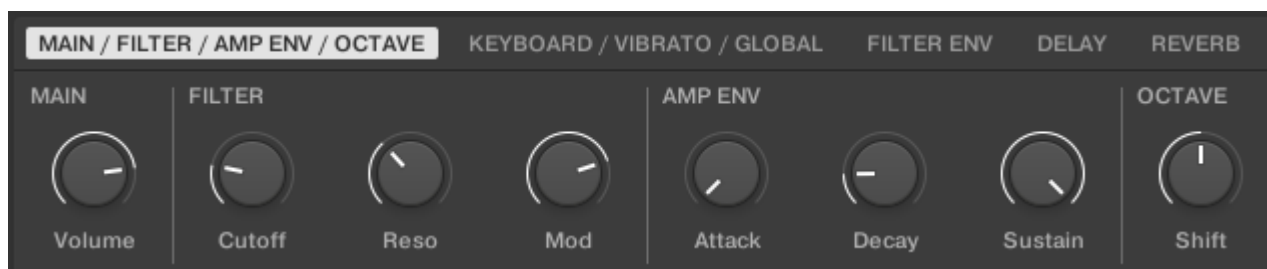 MAIN / FILTER / AMP ENV / OCTAVE KEYBOARD / VIBRATO / GLOBAL FILTER ENV DELAY REVERB
MAIN FILTER AMP ENV OCTAVE
Volume Cutoff Reso Mod Attack Decay Sustain Shift